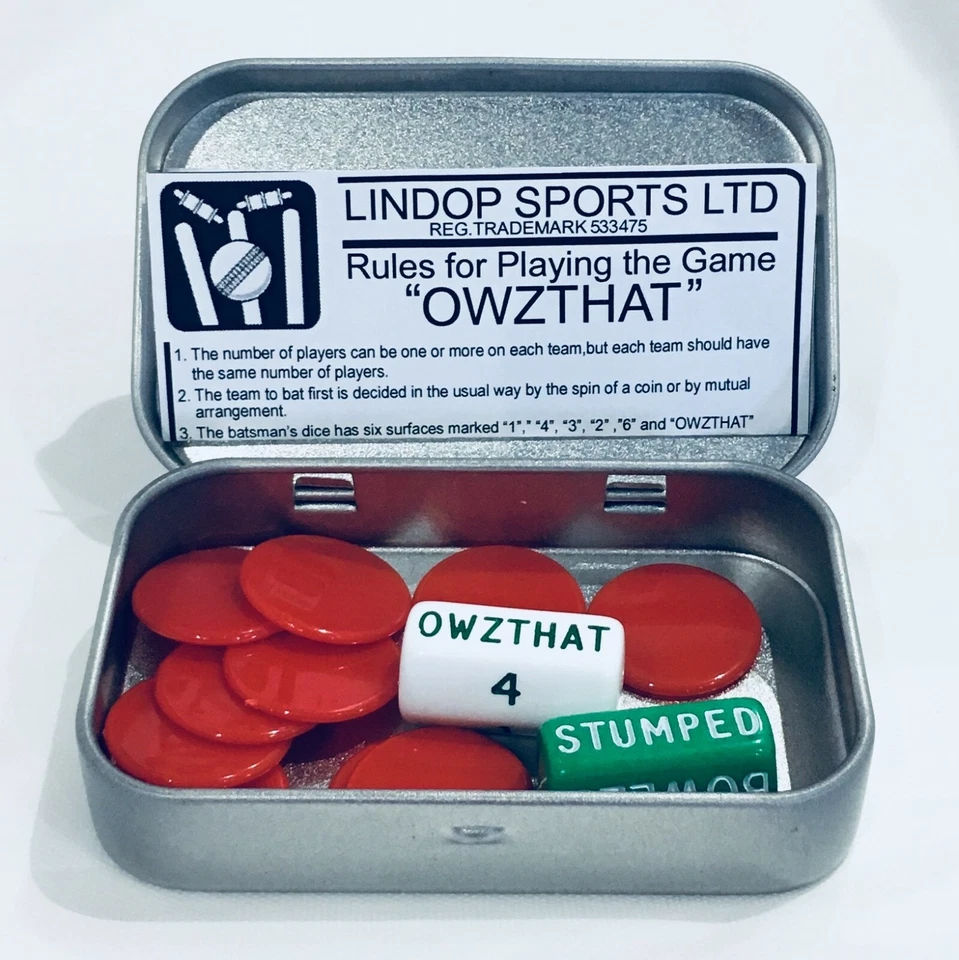 LINDOP SPORTS LTD
REG.TRADEMARK 533475
Rules for Playing the Game
“OWZTHAT”
1. The number of players can be one or more on each team,but each team should have
the same number of players.
2. The team to bat first is decided in the usual way by the spin of a coin or by mutual
arrangement.
3. The batsman's dice has six surfaces marked “1”,” “4”, “3”, “2” ,”6” and “OWZTHAT”
OWZTHAT
4
STUMPED